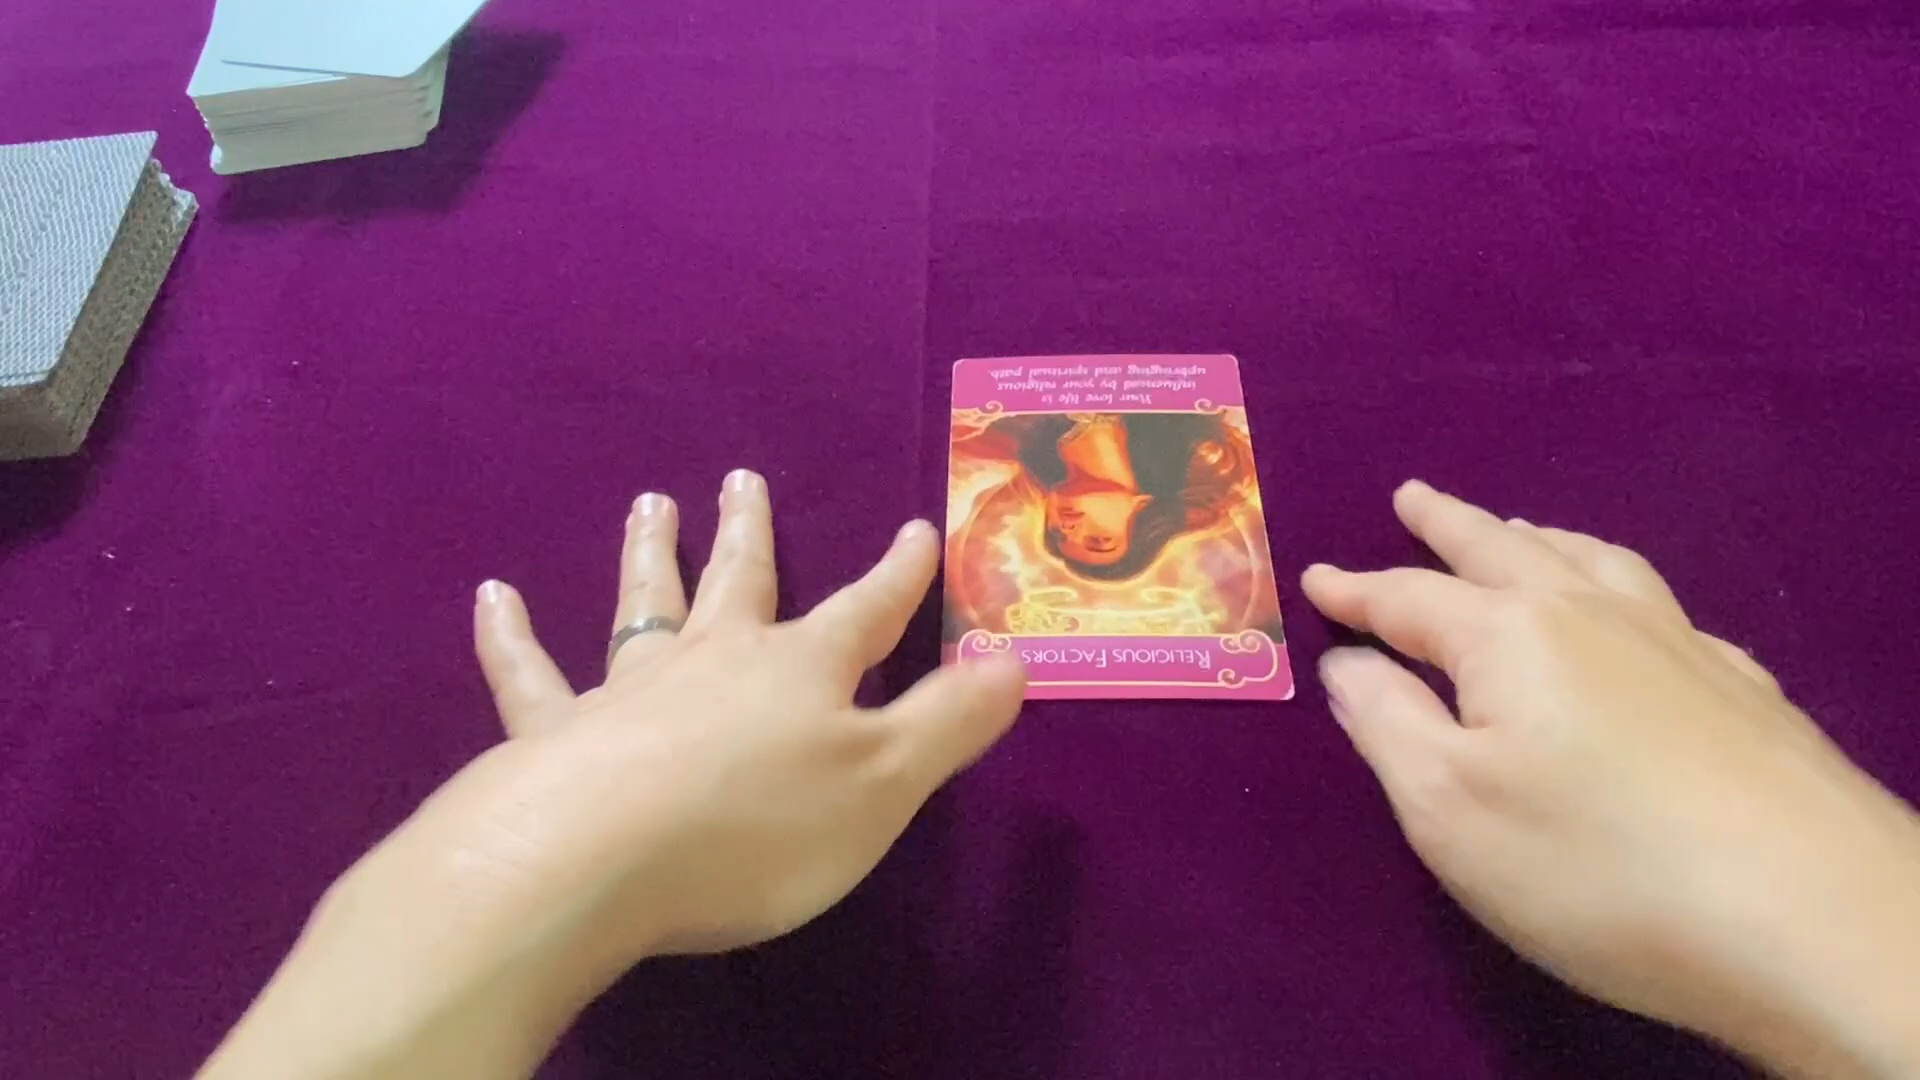 RELIGIOUS FACTORS
Your love life is
influenced by your religious
upbringing and spiritual path.